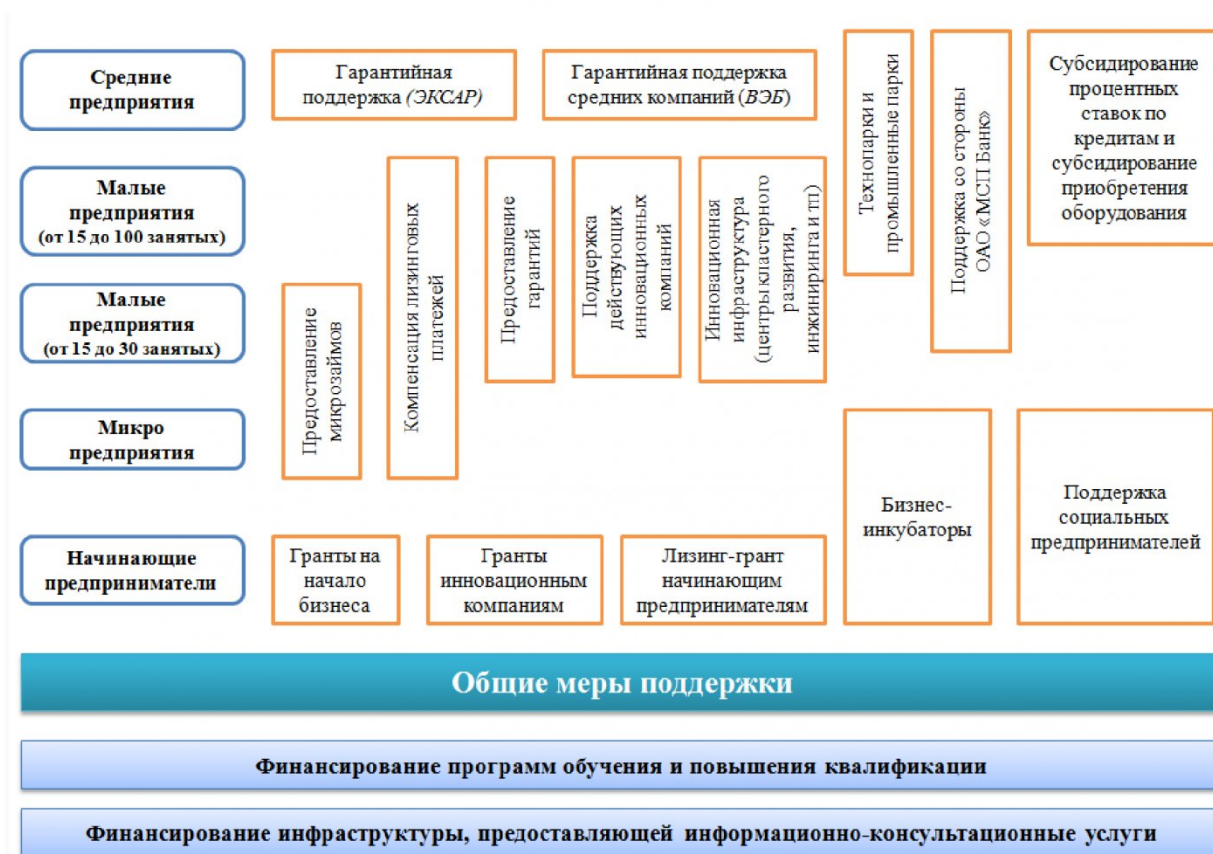 Средние
предприятия
Гарантийная
поддержка (ЭКСАР)
Гарантийная поддержка
средних компаний (ВЭБ)
Технопарки и
промышленные парки
Поддержка со стороны
ОАО «МСП Банк»
Субсидирование
процентных
ставок по
кредитам и
субсидирование
приобретения
оборудования
Малые
предприятия
(от 15 до 100 занятых)
Компенсация лизинговых
платежей
Предоставление
гарантий
Поддержка
действующих
инновационных
компаний
Инновационная
инфраструктура
(центры кластерного
развития,
инжиниринга и тп)
Малые
предприятия
(от 15 до 30 занятых)
Предоставление
микрозаймов
Микро
предприятия
Бизнес-
инкубаторы
Поддержка
социальных
предпринимателей
Начинающие
предприниматели
Гранты на
начало
бизнеса
Гранты
инновационным
компаниям
Лизинг-грант
начинающим
предпринимателям
Общие меры поддержки
Финансирование программ обучения и повышения квалификации
Финансирование инфраструктуры, предоставляющей информационно-консультационные услуги